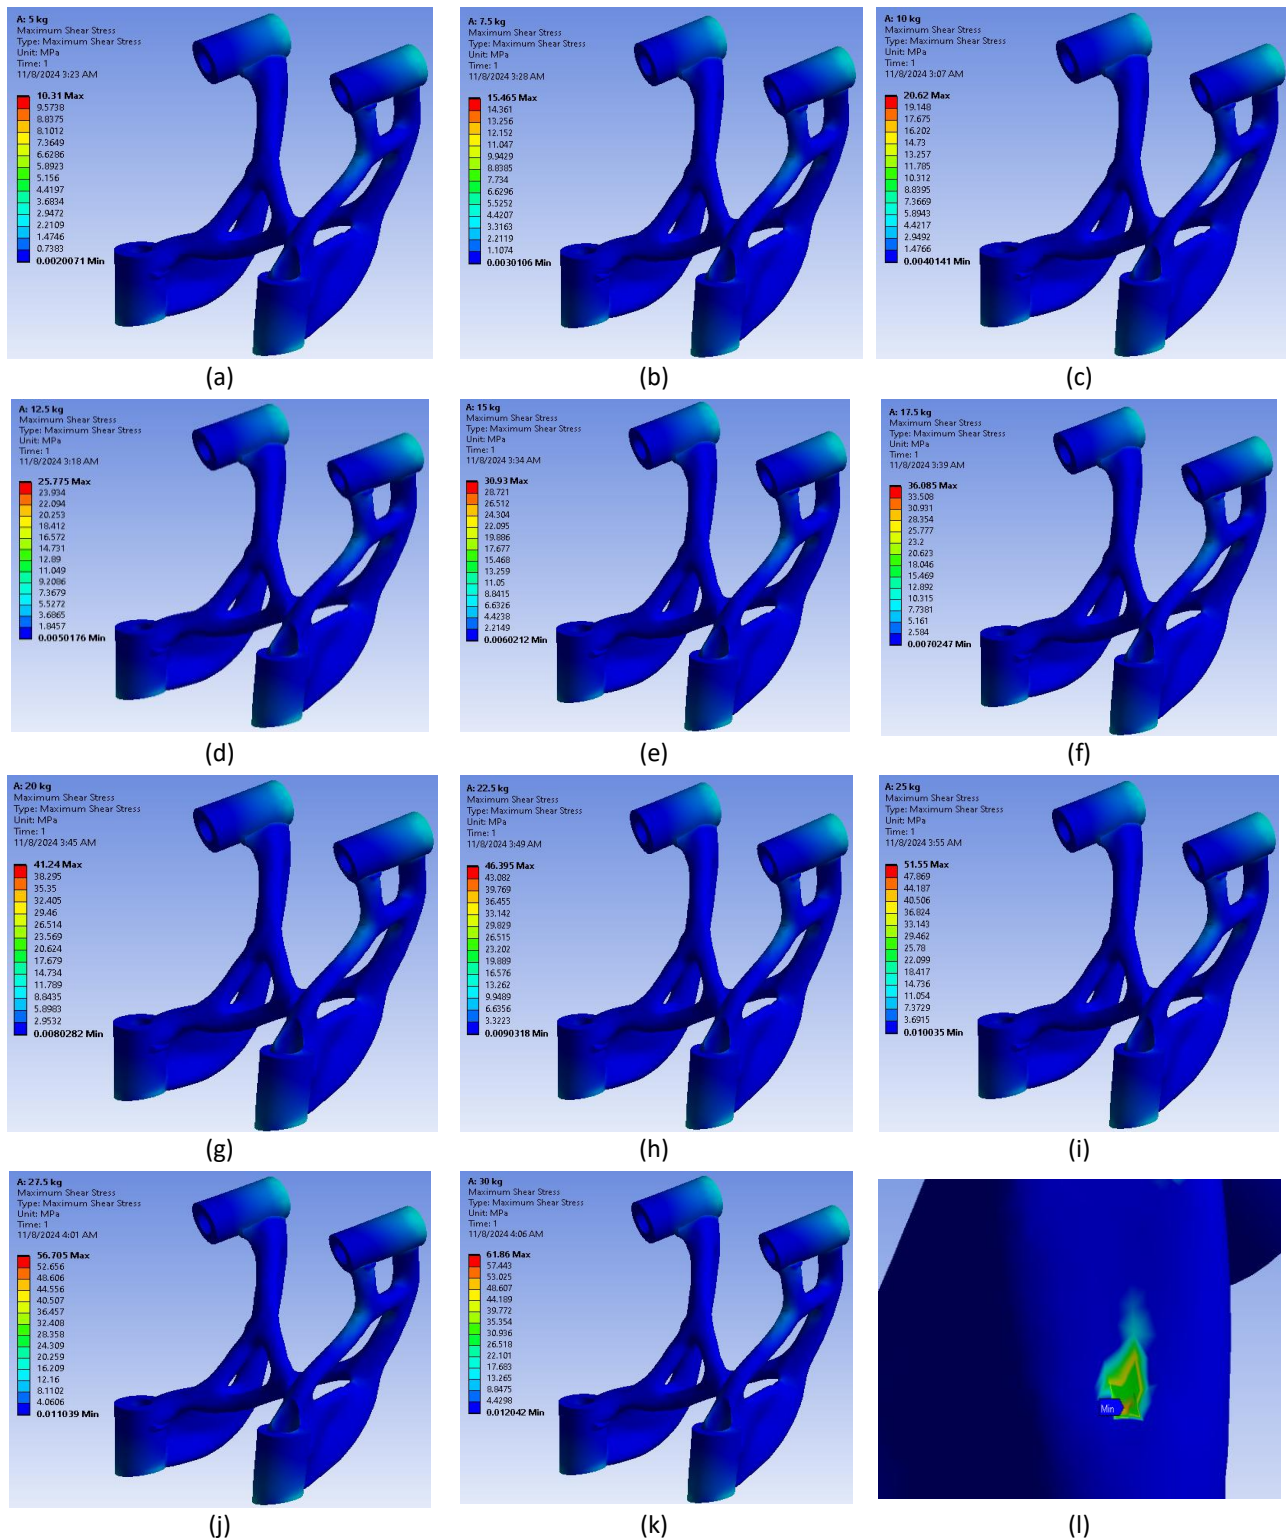 A: 5 kg
Maximum Shear Stress
Type: Maximum Shear Stress
Unit: MPa
Time: 1
11/8/2024 3:23 AM
10.31 Max
9.5738
8.8375
8.1012
7.3649
6.6286
5.8923
5.156
4.4197
3.6834
2.9472
2.2109
1.4746
0.7383
0.0020071 Min
(a)
A: 7.5 kg
Maximum Shear Stress
Type: Maximum Shear Stress
Unit: MPa
Time: 1
11/8/2024 3:28 AM
15.465 Max
14.361
13.256
12.152
11.047
9.9429
8.8385
7.734
6.6296
5.5252
4.4207
3.3163
2.2119
1.1074
0.0030106 Min
(b)
A: 10 kg
Maximum Shear Stress
Type: Maximum Shear Stress
Unit: MPa
Time: 1
11/8/2024 3:07 AM
20.62 Max
19.148
17.675
16.202
14.73
13.257
11.785
10.312
8.8395
7.3669
5.8943
4.4217
2.9492
1.4766
0.0040141 Min
(c)
A: 12.5 kg
Maximum Shear Stress
Type: Maximum Shear Stress
Unit: MPa
Time: 1
11/8/2024 3:18 AM
25.775 Max
23.934
22.094
20.253
18.412
16.572
14.731
12.89
11.049
9.2086
7.3679
5.5272
3.6865
1.8457
0.0050176 Min
(d)
A: 15 kg
Maximum Shear Stress
Type: Maximum Shear Stress
Unit: MPa
Time: 1
11/8/2024 3:34 AM
30.93 Max
28.721
26.512
24.304
22.095
19.886
17.677
15.468
13.259
11.05
8.8415
6.6326
4.4238
2.2149
0.0060212 Min
(e)
A: 17.5 kg
Maximum Shear Stress
Type: Maximum Shear Stress
Unit: MPa
Time: 1
11/8/2024 3:39 AM
36.085 Max
33.508
30.931
28.354
25.777
23.2
20.623
18.046
15.469
12.892
10.315
7.7381
5.161
2.584
0.0070247 Min
(f)
A: 20 kg
Maximum Shear Stress
Type: Maximum Shear Stress
Unit: MPa
Time: 1
11/8/2024 3:45 AM
41.24 Max
38.295
35.35
32.405
29.46
26.514
23.569
20.624
17.679
14.734
11.789
8.8435
5.8983
2.9532
0.0080282 Min
(g)
A: 22.5 kg
Maximum Shear Stress
Type: Maximum Shear Stress
Unit: MPa
Time: 1
11/8/2024 3:49 AM
46.395 Max
43.082
39.769
36.455
33.142
29.829
26.515
23.202
19.889
16.576
13.262
9.9489
6.6356
3.3223
0.0090318 Min
(h)
A: 25 kg
Maximum Shear Stress
Type: Maximum Shear Stress
Unit: MPa
Time: 1
11/8/2024 3:55 AM
51.55 Max
47.869
44.187
40.506
36.824
33.143
29.462
25.78
22.099
18.417
14.736
11.054
7.3729
3.6915
0.010035 Min
(i)
A: 27.5 kg
Maximum Shear Stress
Type: Maximum Shear Stress
Unit: MPa
Time: 1
11/8/2024 4:01 AM
56.705 Max
52.656
48.606
44.556
40.507
36.457
32.408
28.358
24.309
20.259
16.209
12.16
8.1102
4.0606
0.011039 Min
(j)
A: 30 kg
Maximum Shear Stress
Type: Maximum Shear Stress
Unit: MPa
Time: 1
11/8/2024 4:06 AM
61.86 Max
57.443
53.025
48.607
44.189
39.772
35.354
30.936
26.518
22.101
17.683
13.265
8.8475
4.4298
0.012042 Min
(k)
Min
(l)